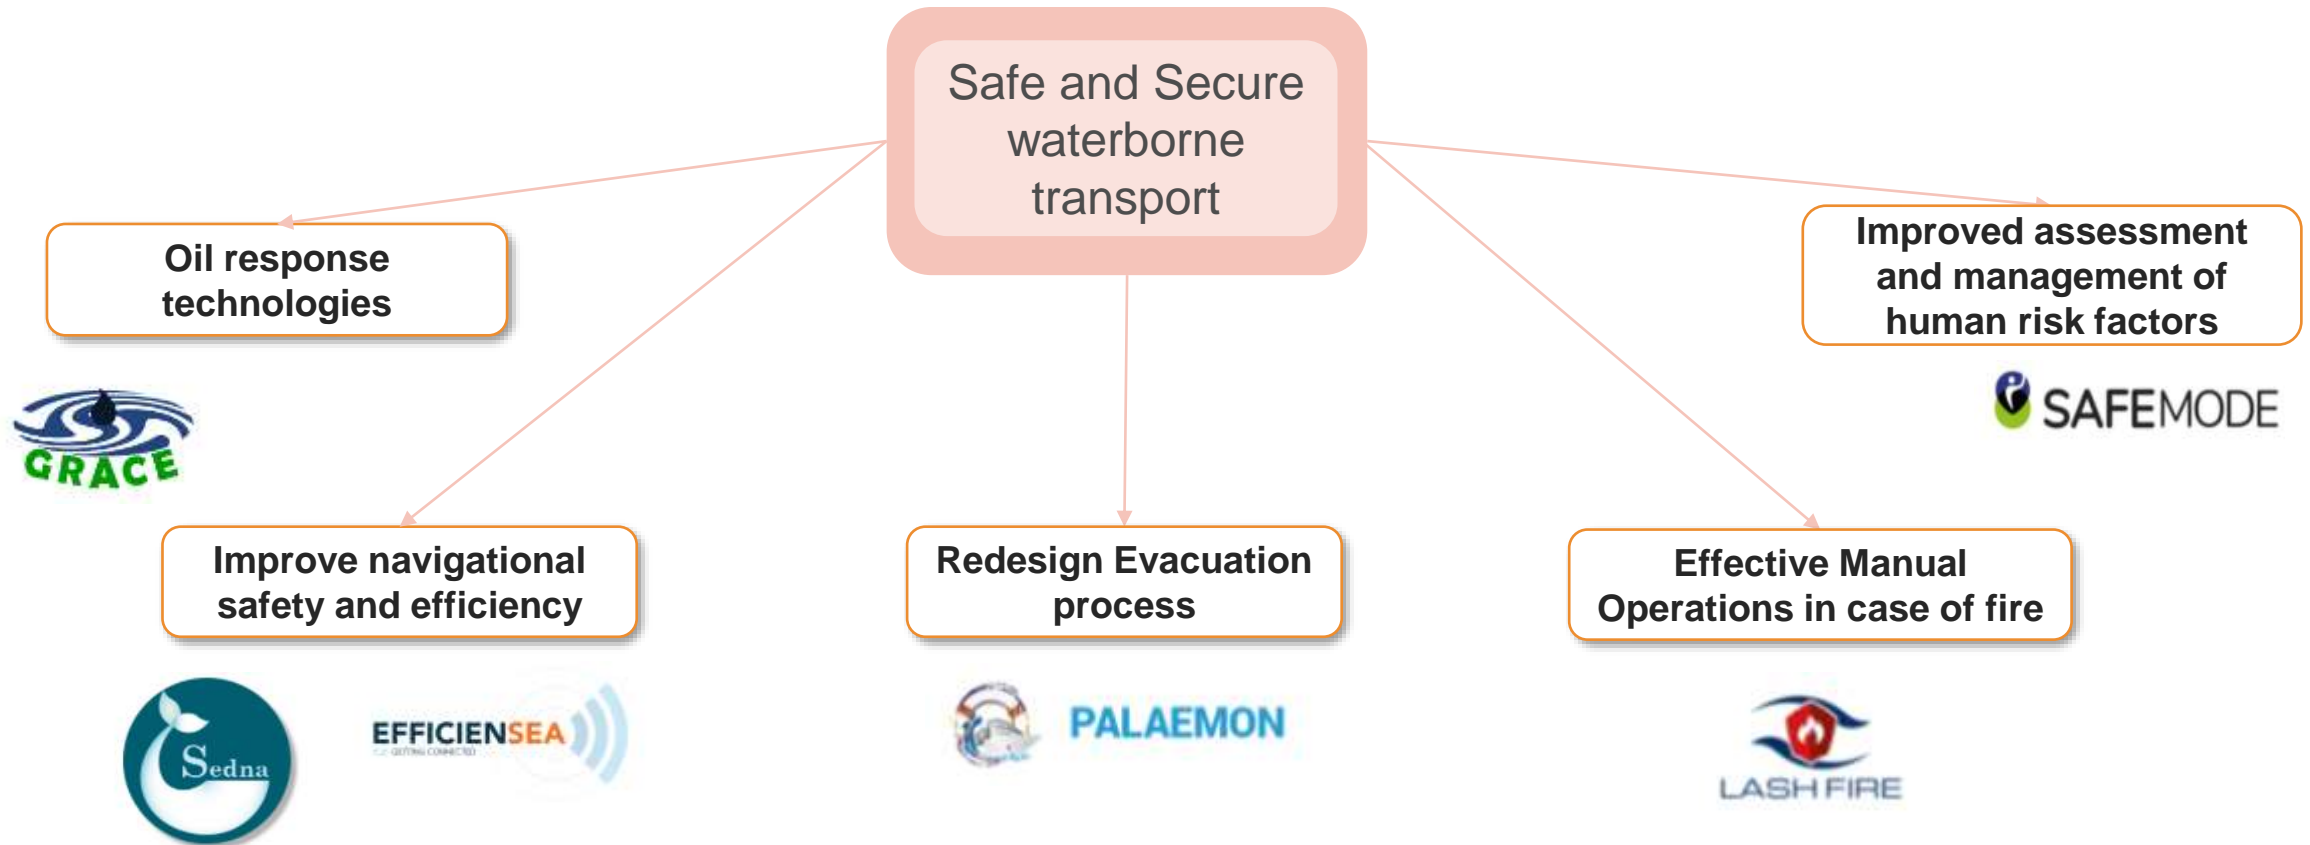 Safe and Secure
waterborne
transport
Oil response
technologies
Improved assessment
and management of
human risk factors
GRACE
SAFEMODE
Improve navigational
safety and efficiency
Redesign Evacuation
process
Effective Manual
Operations in case of fire
Sedna
EFFICIENSEA
GETTING CONNECTED
PALAEMON
LASH FIRE